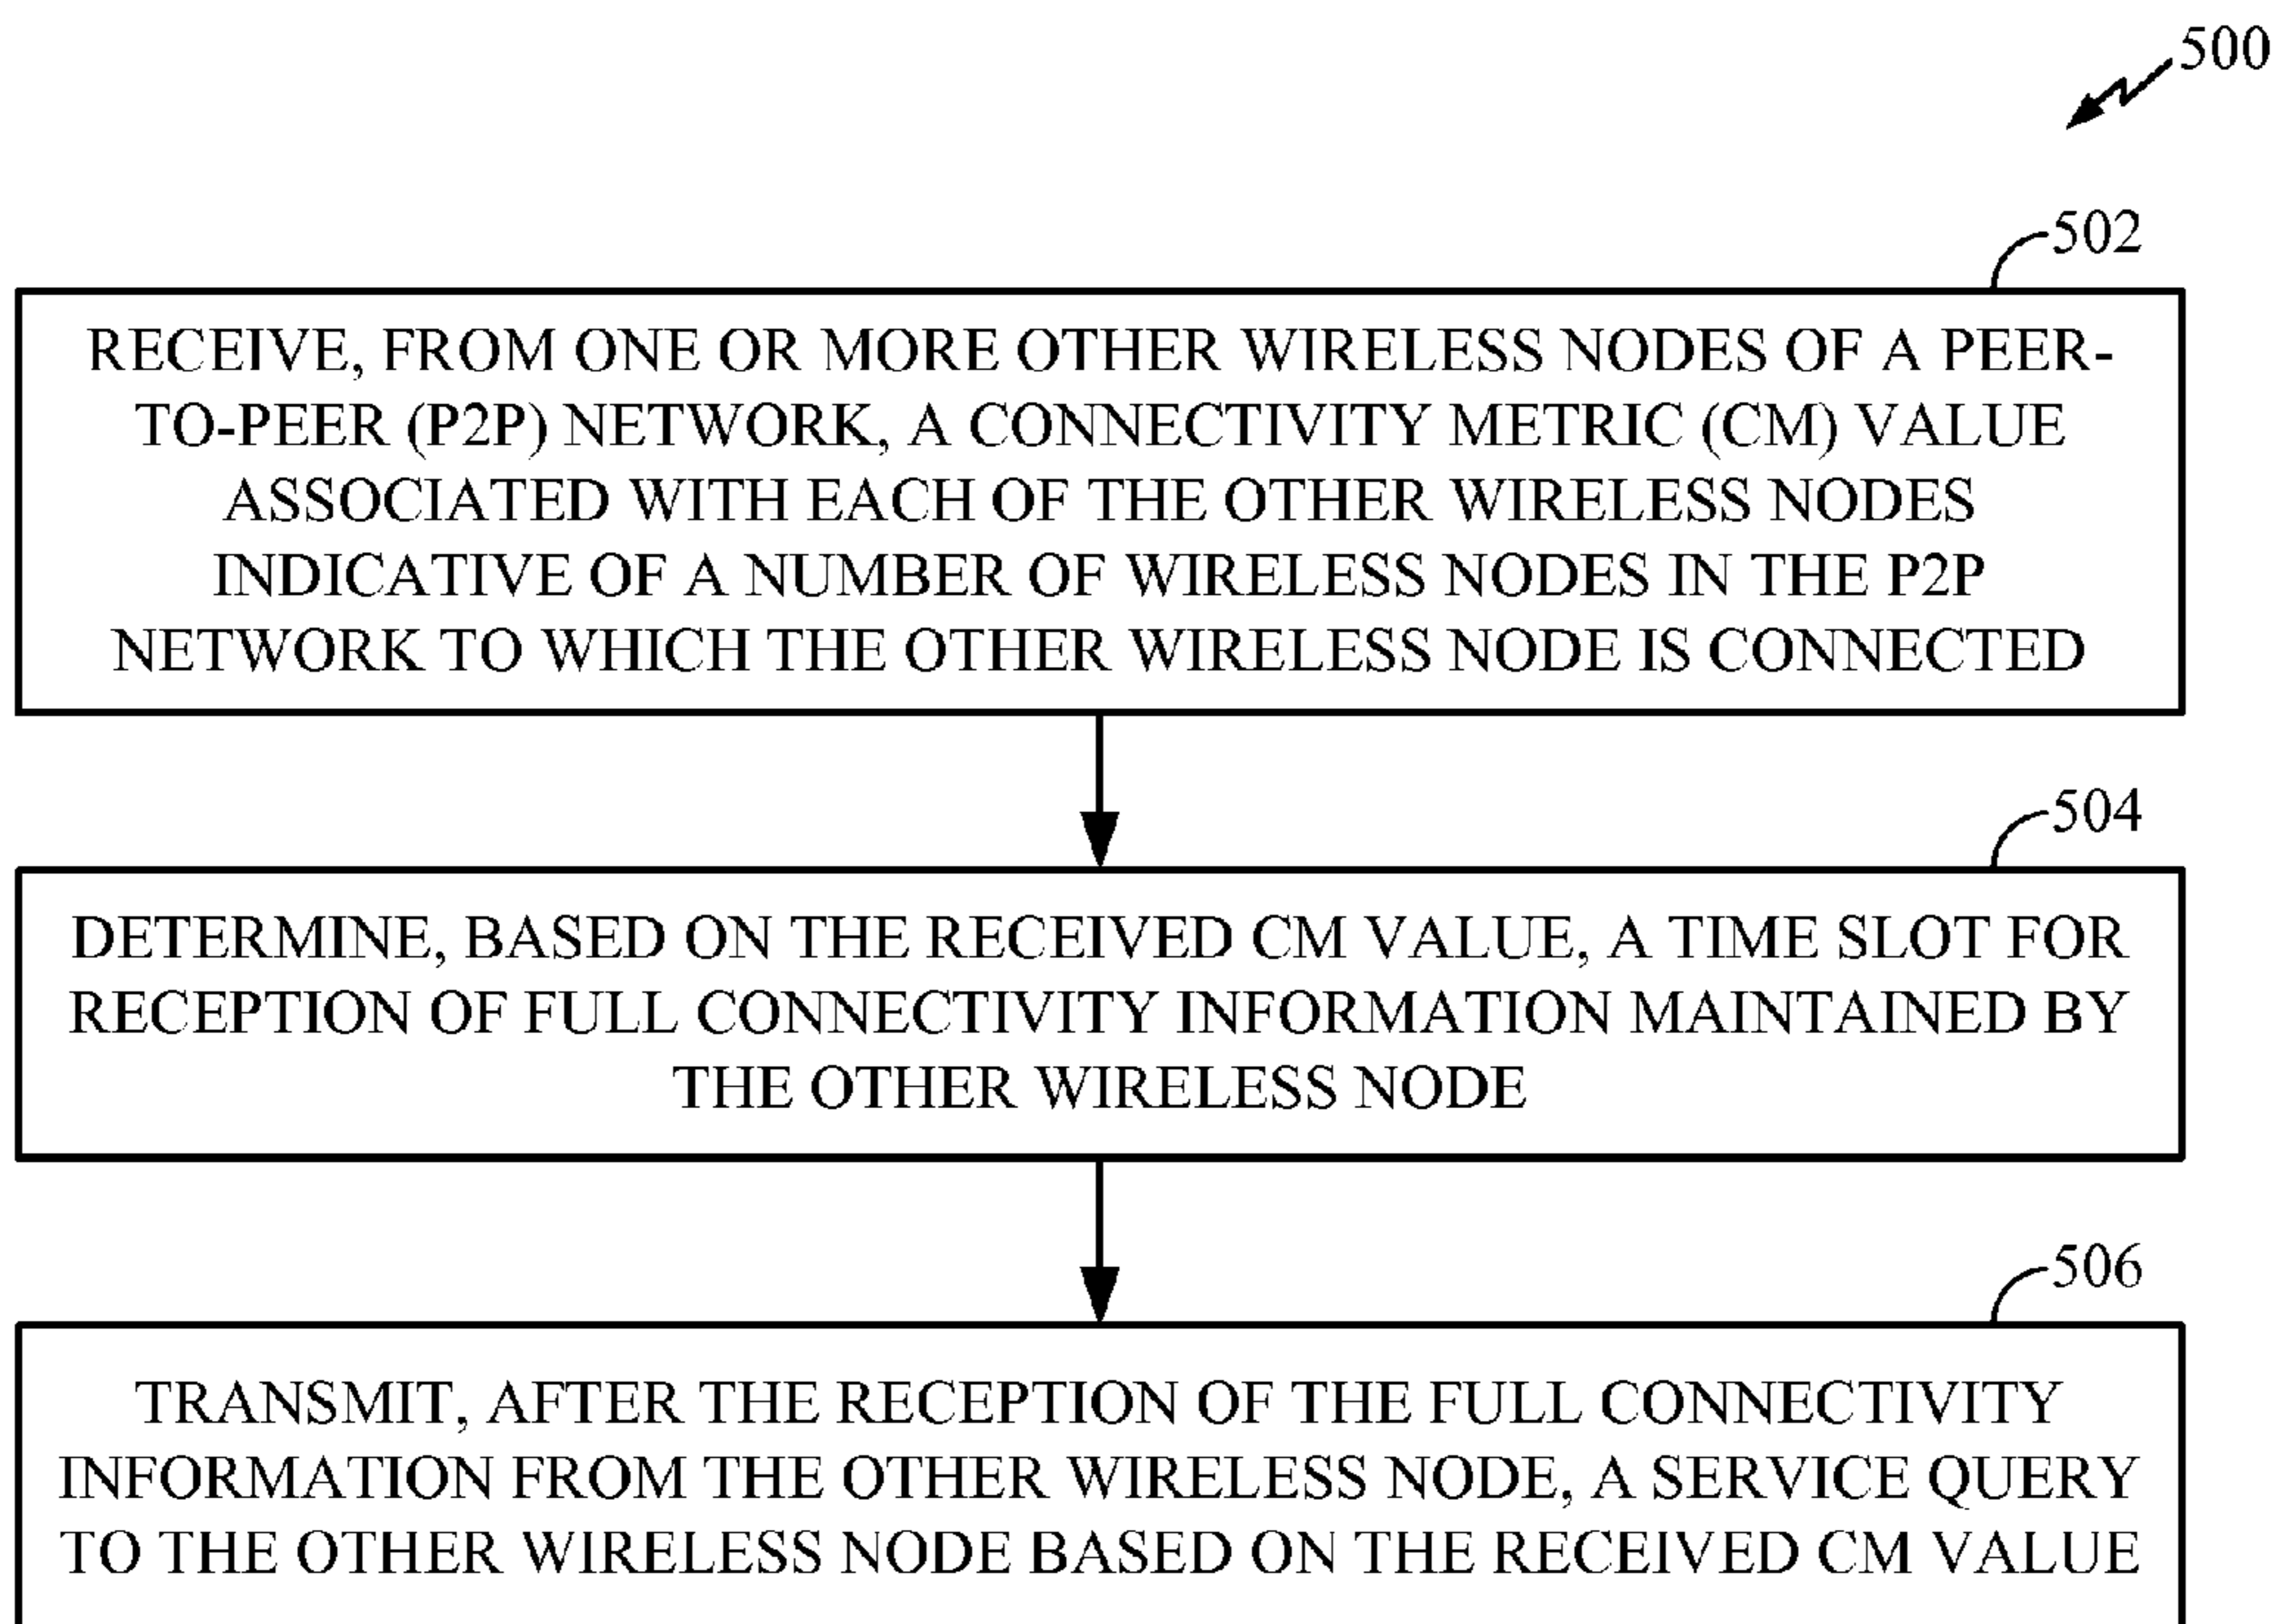 500
502
RECEIVE, FROM ONE OR MORE OTHER WIRELESS NODES OF A PEER-
TO-PEER (P2P) NETWORK, A CONNECTIVITY METRIC (CM) VALUE
ASSOCIATED WITH EACH OF THE OTHER WIRELESS NODES
INDICATIVE OF A NUMBER OF WIRELESS NODES IN THE P2P
NETWORK TO WHICH THE OTHER WIRELESS NODE IS CONNECTED
504
DETERMINE, BASED ON THE RECEIVED CM VALUE, A TIME SLOT FOR
RECEPTION OF FULL CONNECTIVITY INFORMATION MAINTAINED BY
THE OTHER WIRELESS NODE
506
TRANSMIT, AFTER THE RECEPTION OF THE FULL CONNECTIVITY
INFORMATION FROM THE OTHER WIRELESS NODE, A SERVICE QUERY
TO THE OTHER WIRELESS NODE BASED ON THE RECEIVED CM VALUE